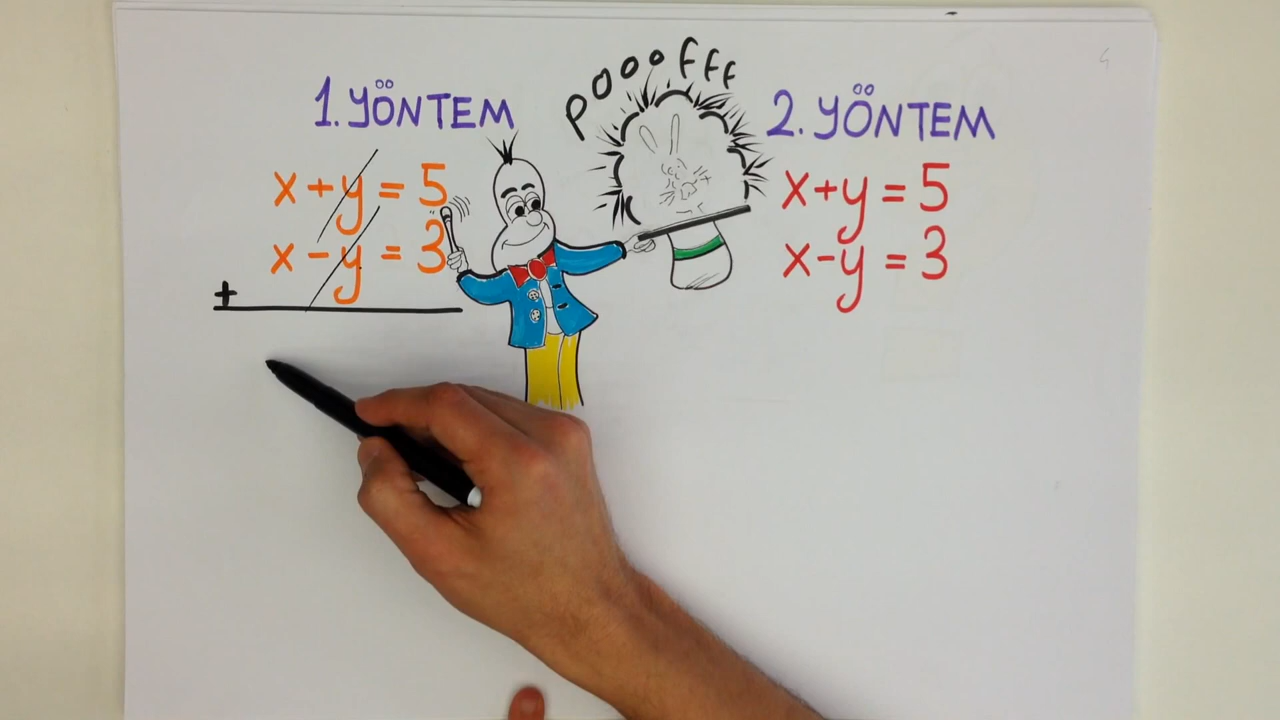 1. YÖNTEM
x+y = 5
x-y = 3
+
POOOFFF
2. YÖNTEM
x+y = 5
x-y = 3